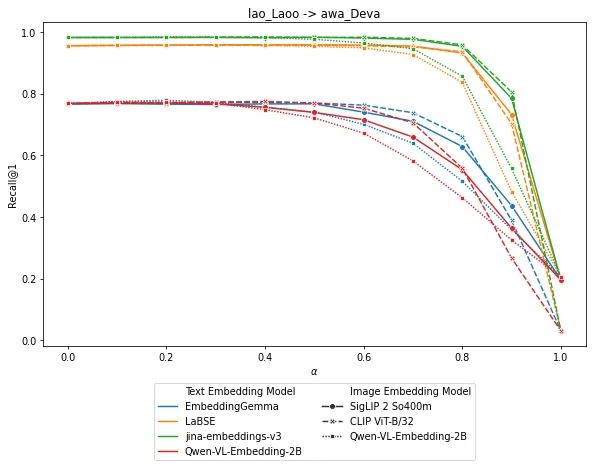 lao_Laoo -> awa_Deva
Recall@1
1.0
0.8
0.6
0.4
0.2
0.0
0.0 0.2 0.4 0.6 0.8 1.0
α
Text Embedding Model
EmbeddingGemma
LaBSE
jina-embeddings-v3
Qwen-VL-Embedding-2B
Image Embedding Model
SigLIP 2 So400m
CLIP ViT-B/32
Qwen-VL-Embedding-2B